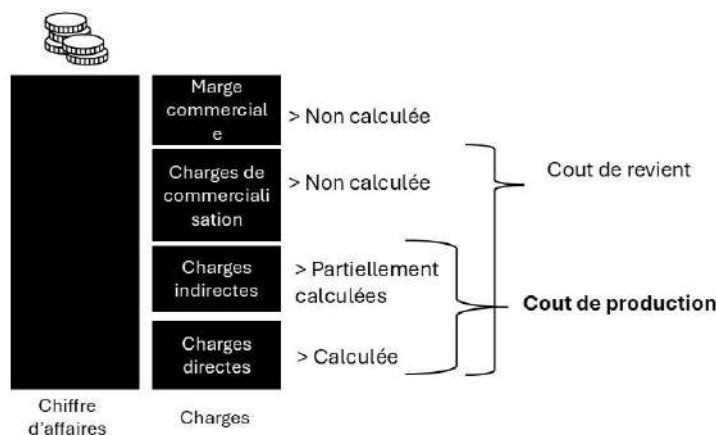 Marge
commercial
e
> Non calculée
Charges de
commerciali
sation
> Non calculée
Cout de revient
Charges
indirectes
> Partiellement
calculées
Cout de production
Charges
directes
> Calculée
Chiffre
d'affaires
Charges